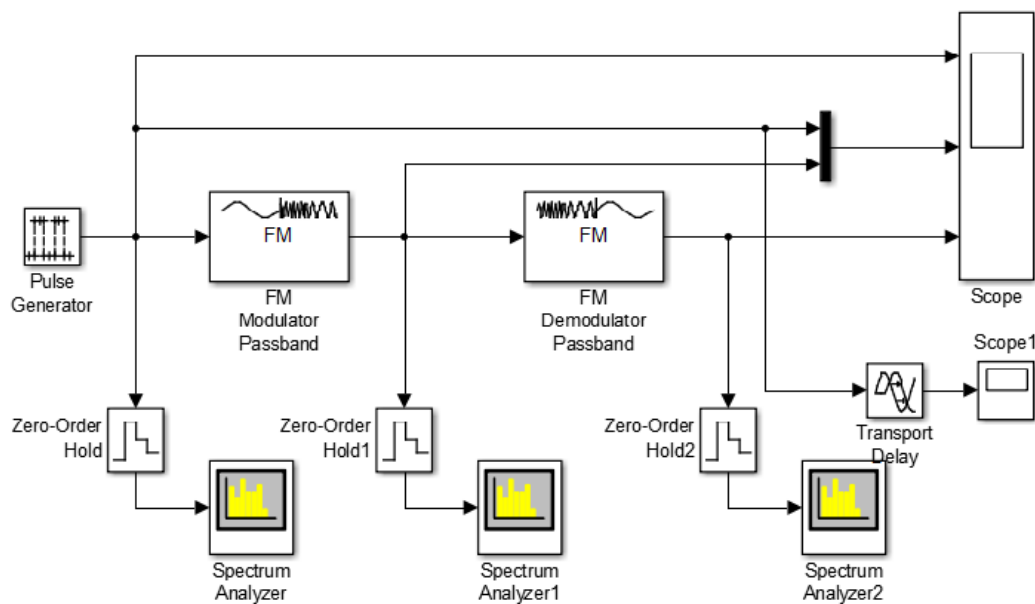 FM
FM
Pulse
Generator
FM
Modulator
Passband
FM
Demodulator
Passband
Scope
Scope1
Zero-Order
Hold
Zero-Order
Hold1
Zero-Order
Hold2
Transport
Delay
Spectrum
Analyzer
Spectrum
Analyzer1
Spectrum
Analyzer2